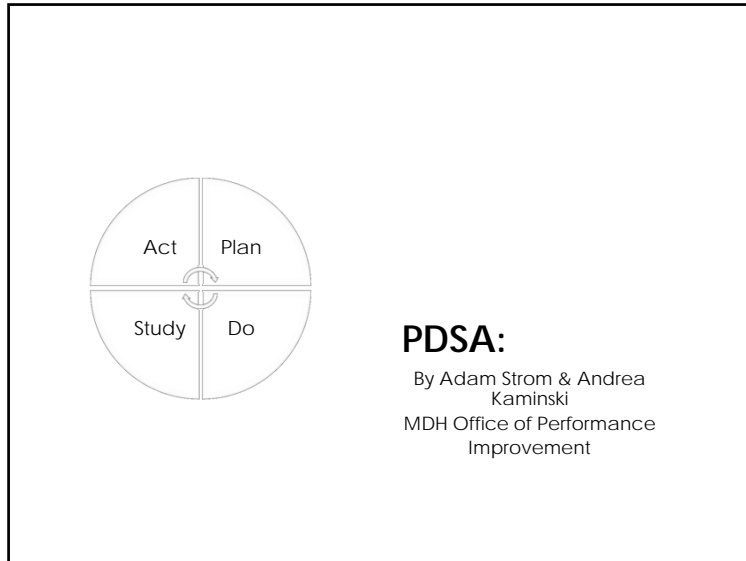 Act Plan
Study Do
PDSA:
By Adam Strom & Andrea
Kaminski
MDH Office of Performance
Improvement